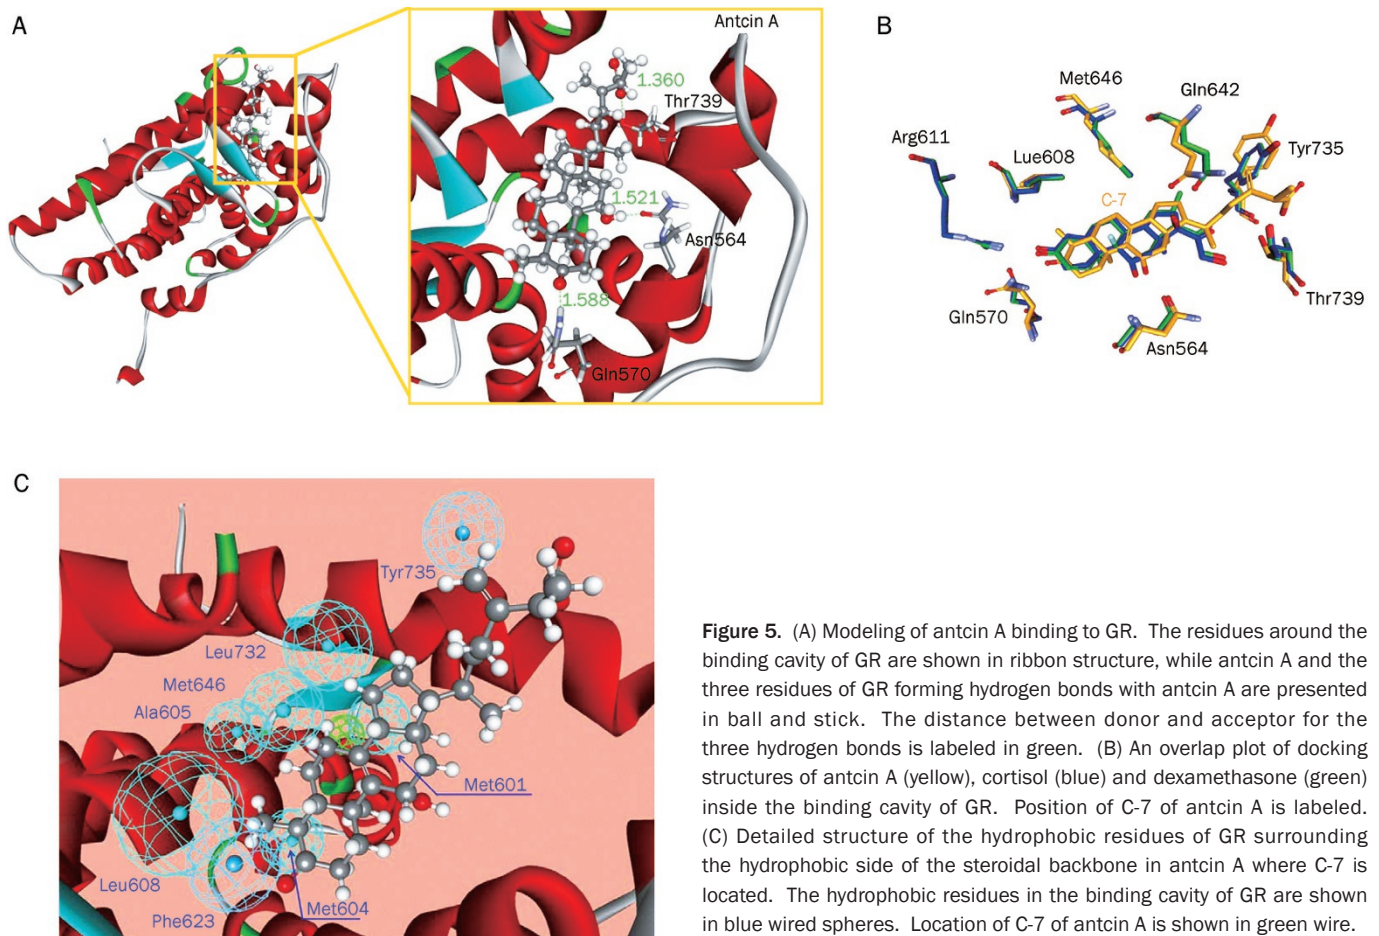 A
Antcin A
1.360
Thr739
1.521
Asn564
1.588
Gln570
B
Met646
Gln642
Arg611
Lue608
Tyr735
C-7
Gln570
Thr739
Asn564
C
Tyr735
Leu732
Met646
Ala605
Met601
Leu608
Met604
Phe623
Figure 5. (A) Modeling of antcin A binding to GR. The residues around the
binding cavity of GR are shown in ribbon structure, while antcin A and the
three residues of GR forming hydrogen bonds with antcin A are presented
in ball and stick. The distance between donor and acceptor for the
three hydrogen bonds is labeled in green. (B) An overlap plot of docking
structures of antcin A (yellow), cortisol (blue) and dexamethasone (green)
inside the binding cavity of GR. Position of C-7 of antcin A is labeled.
(C) Detailed structure of the hydrophobic residues of GR surrounding
the hydrophobic side of the steroidal backbone in antcin A where C-7 is
located. The hydrophobic residues in the binding cavity of GR are shown
in blue wired spheres. Location of C-7 of antcin A is shown in green wire.